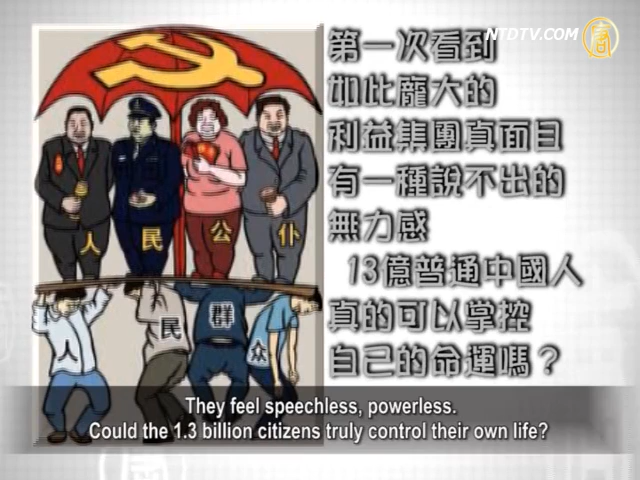 NTDTV.COM
第一次看到
如此龐大的
利益集團真面目
有一種說不出的
無力感
13億普通中國人
真的可以掌控
自己的命運嗎？
人民公仆
人民群众
They feel speechless, powerless.
Could the 1.3 billion citizens truly control their own life?